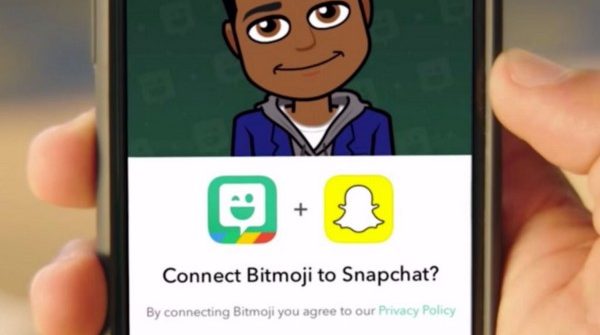 +
Connect Bitmoji to Snapchat?
By connecting Bitmoji you agree to our Privacy Policy